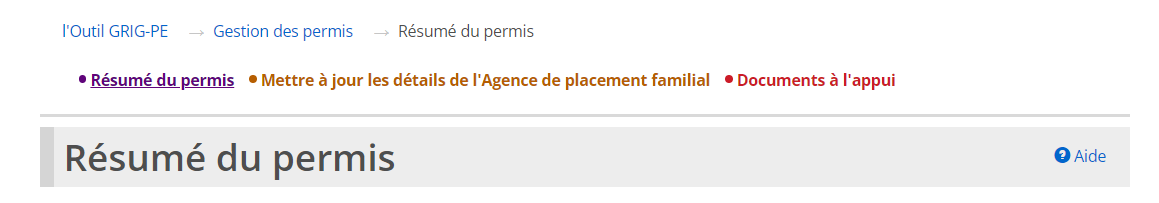 l'Outil GRIG-PE → Gestion des permis → Résumé du permis
• Résumé du permis • Mettre à jour les détails de l'Agence de placement familial • Documents à l'appui
Résumé du permis ? Aide